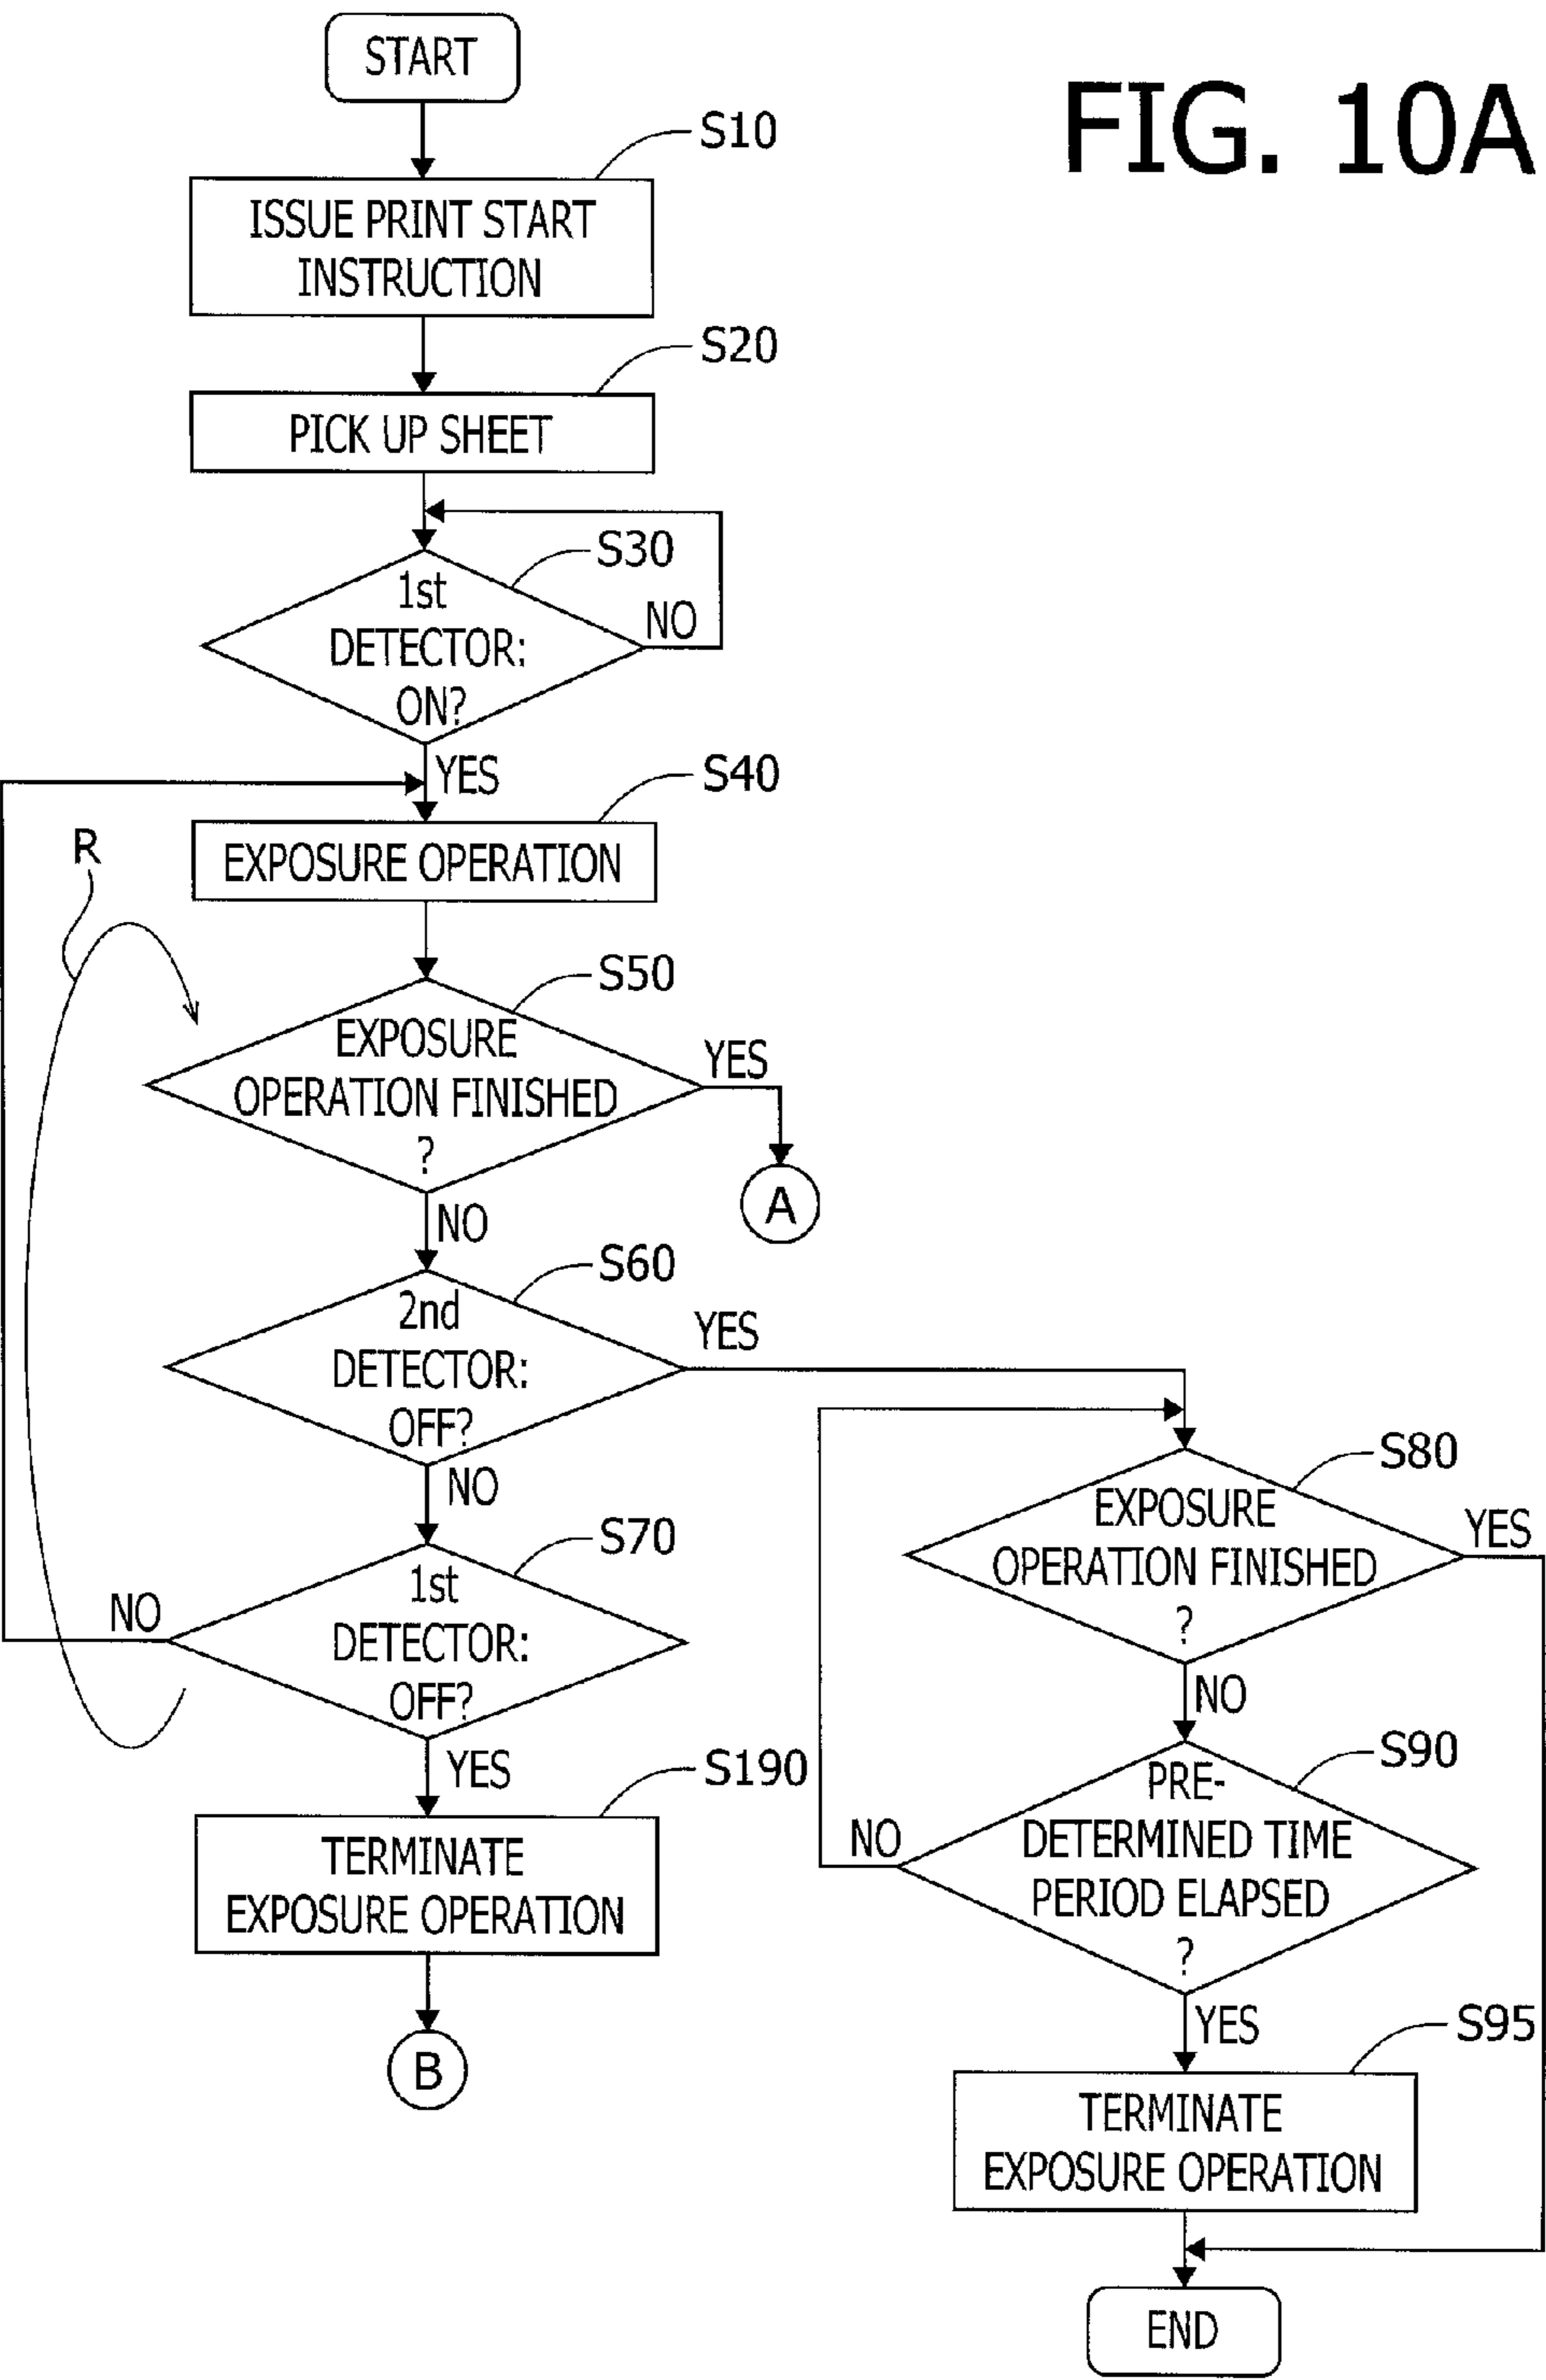 FIG. 10A
START
S10
ISSUE PRINT START
INSTRUCTION
S20
PICK UP SHEET
S30
1st
DETECTOR:
ON?
NO
YES
S40
EXPOSURE OPERATION
R
S50
EXPOSURE
OPERATION FINISHED
?
YES
A
NO
S60
2nd
DETECTOR:
OFF?
YES
NO
S70
1st
DETECTOR:
OFF?
NO
YES
S190
TERMINATE
EXPOSURE OPERATION
B
S80
EXPOSURE
OPERATION FINISHED
?
YES
NO
S90
PRE-
DETERMINED TIME
PERIOD ELAPSED
?
NO
YES
S95
TERMINATE
EXPOSURE OPERATION
END